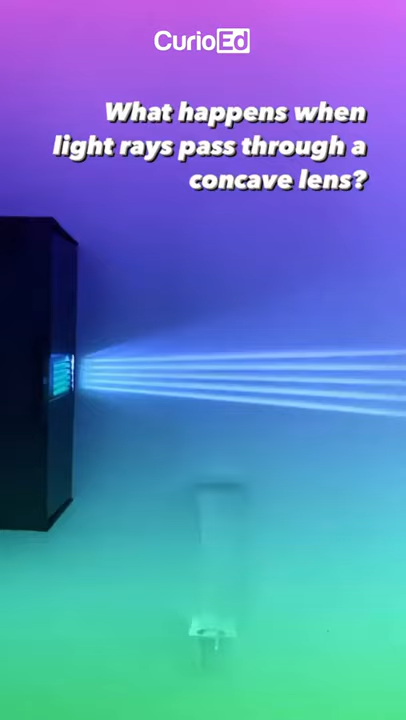 CurioEd
What happens when
light rays pass through a
concave lens?